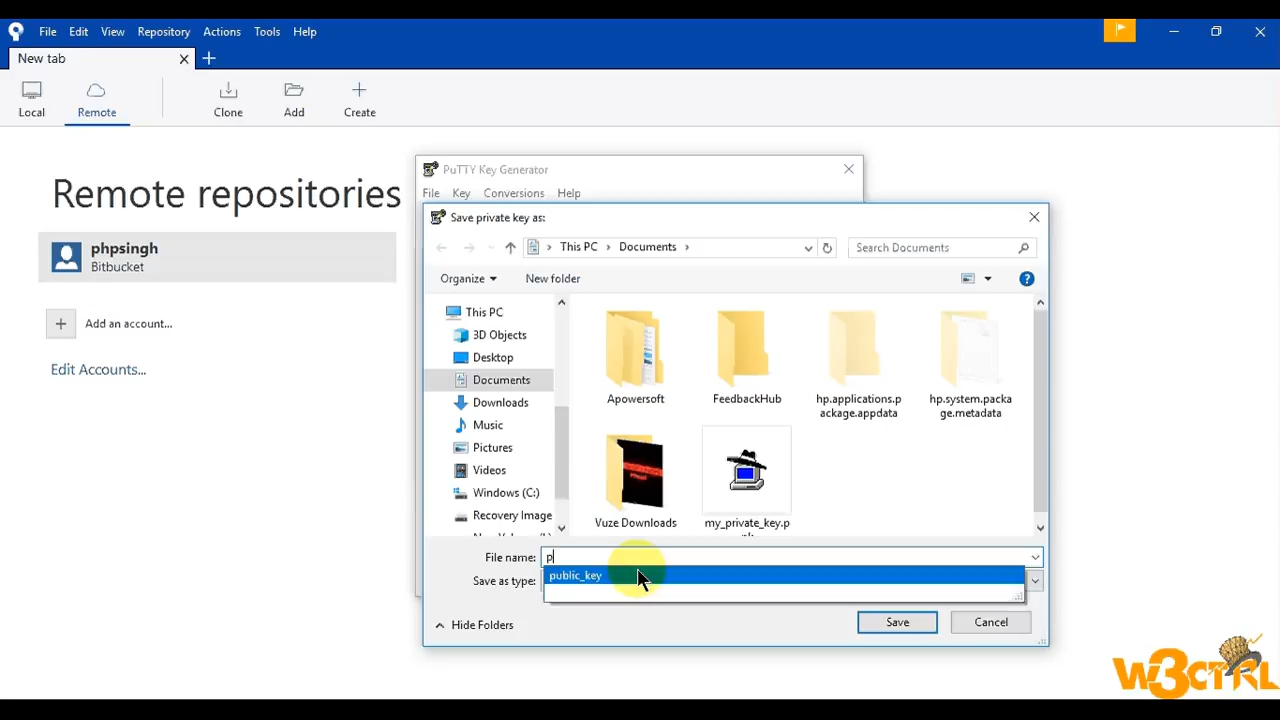 File Edit View Repository Actions Tools Help
New tab
Local Remote Clone Add Create
Remote repositories
phpsingh
Bitbucket
Add an account...
Edit Accounts...
PuTTY Key Generator
File Key Conversions Help
Save private key as:
This PC Documents Search Documents
Organize New folder
This PC
3D Objects
Desktop
Documents
Downloads
Music
Pictures
Videos
Windows (C:)
Recovery Image
Apowersoft FeedbackHub hp.applications.p hp.system.packa
ackage.appdata ge.metadata
Vuze Downloads my_private_key.p
File name: p
public_key
Save as type:
Hide Folders Save Cancel
W3CTRL